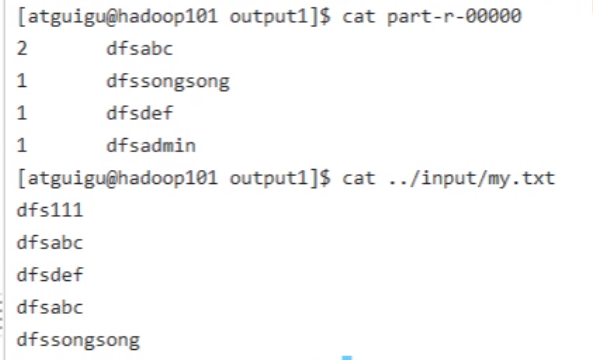 [atguigu@hadoop101 output1]$ cat part-r-00000
2 dfsabc
1 dfssongsong
1 dfsdef
1 dfsadmin
[atguigu@hadoop101 output1]$ cat ../input/my.txt
dfs111
dfsabc
dfsdef
dfsabc
dfssongsong